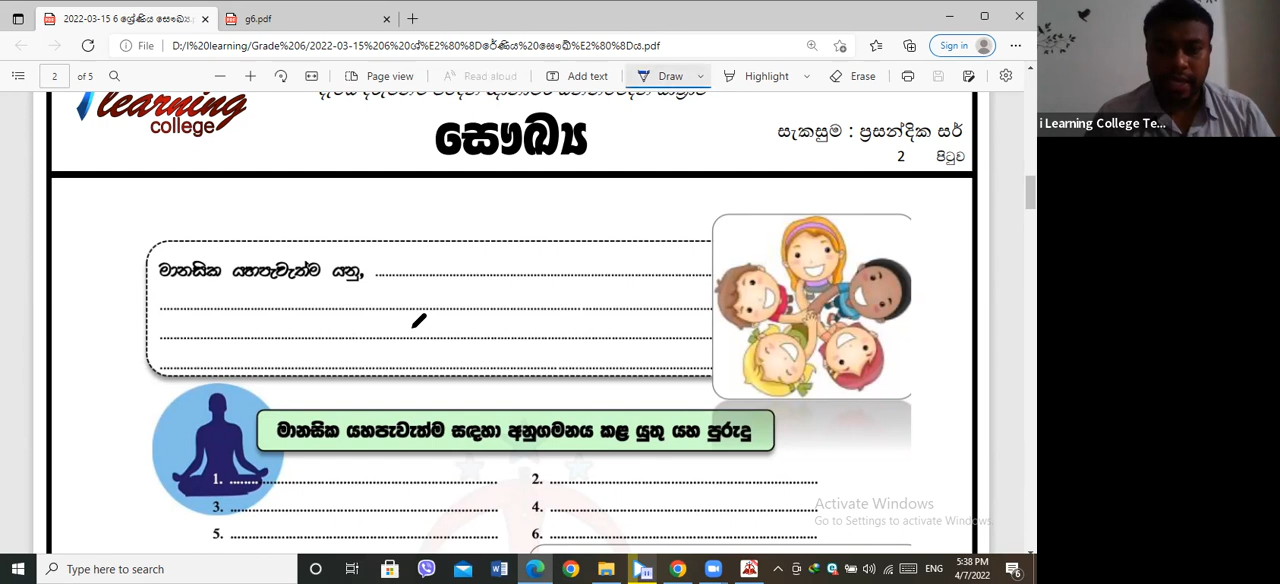 2022-03-15 6 ශ්‍රේණිය සෞඛ්‍ය.p
g6.pdf
File
D:/I%20learning/Grade%206/2022-03-15%206%20ශ්%E2%80%8Dරේණිය%20සෞඛ්%E2%80%8Dය.pdf
Sign in
2 of 5
Page view
Read aloud
Add text
Draw
Highlight
Erase
i Learning College Te...
learning
college
සෞඛ්‍ය
සැකසුම : ප්‍රසන්දික සර්
2 පිටුව
මානසික යහපැවැත්ම යනු,
මානසික යහපැවැත්ම සඳහා අනුගමනය කළ යුතු යහ පුරුදු
1. 2.
3. 4.
5. 6.
Activate Windows
Go to Settings to activate Windows.
Type here to search
ENG
5:38 PM
4/7/2022
6